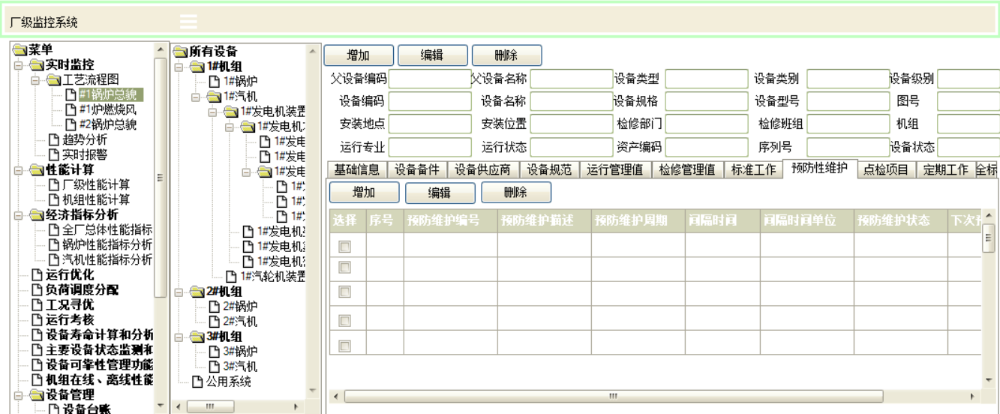 厂级监控系统
菜单
实时监控
工艺流程图
#1锅炉总貌
#1炉燃烧风
#2锅炉总貌
趋势分析
实时报警
性能计算
厂级性能计算
机组性能计算
经济指标分析
全厂总体性能指标
锅炉性能指标分析
汽机性能指标分析
运行优化
负荷调度分配
工况寻优
运行考核
设备寿命计算和分析
主要设备状态监测和
设备可靠性管理功能
机组在线、离线性能
设备管理
设备台账
所有设备
1#机组
1#锅炉
1#汽机
1#发电机装置
1#发电机
1#发电
1#发电
1#发电
1#
1#
1#
1#发电机
1#发电机
1#发电机
1#汽轮机装置
2#机组
2#锅炉
2#汽机
3#机组
3#锅炉
3#汽机
公用系统
增加 编辑 删除
父设备编码 父设备名称 设备类型 设备类别 设备级别
设备编码 设备名称 设备规格 设备型号 图号
安装地点 安装位置 检修部门 检修班组 机组
运行专业 运行状态 资产编码 序列号 设备状态
基础信息 设备备件 设备供应商 设备规范 运行管理值 检修管理值 标准工作 预防性维护 点检项目 定期工作 全标
增加 编辑 删除
选择 序号 预防维护编号 预防维护描述 预防维护周期 间隔时间 间隔时间单位 预防维护状态 下次